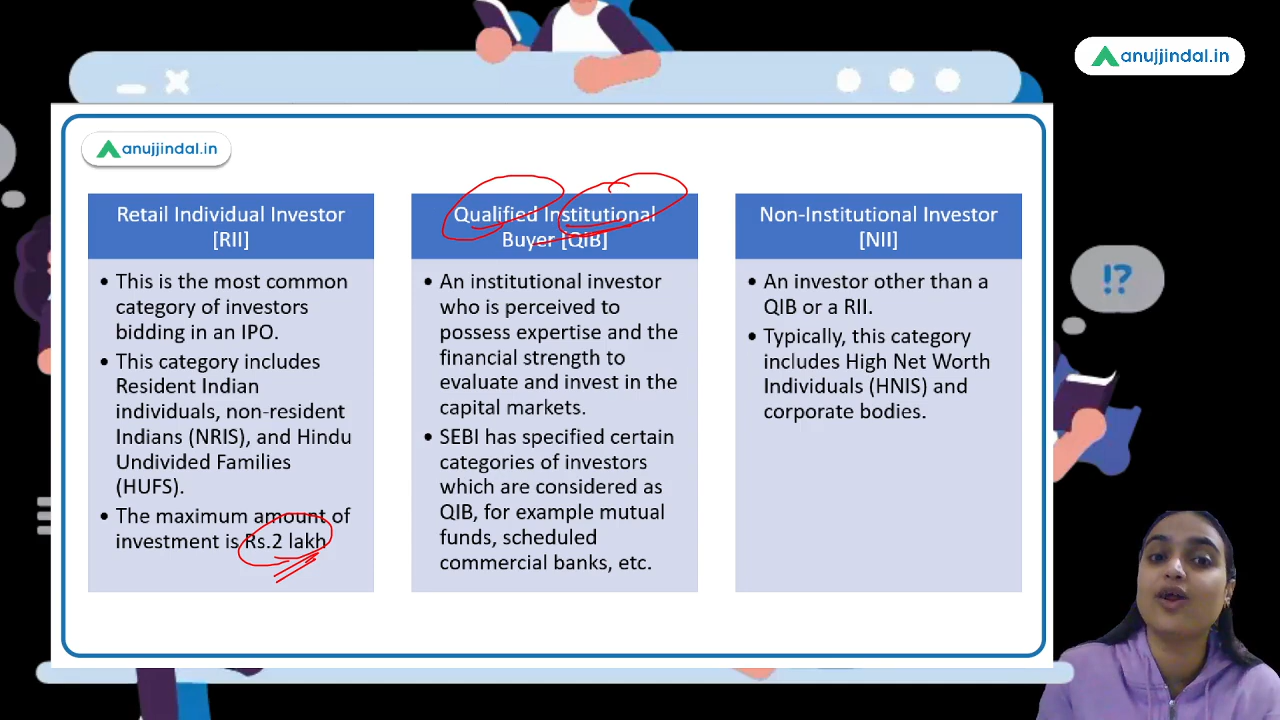 anujjindal.in
anujjindal.in
Retail Individual Investor
[RII]
• This is the most common
category of investors
bidding in an IPO.
• This category includes
Resident Indian
individuals, non-resident
Indians (NRIS), and Hindu
Undivided Families
(HUFS).
• The maximum amount of
investment is Rs.2 lakh
Qualified Institutional
Buyer [QIB]
• An institutional investor
who is perceived to
possess expertise and the
financial strength to
evaluate and invest in the
capital markets.
• SEBI has specified certain
categories of investors
which are considered as
QIB, for example mutual
funds, scheduled
commercial banks, etc.
Non-Institutional Investor
[NII]
• An investor other than a
QIB or a RII.
• Typically, this category
includes High Net Worth
Individuals (HNIS) and
corporate bodies.
!?